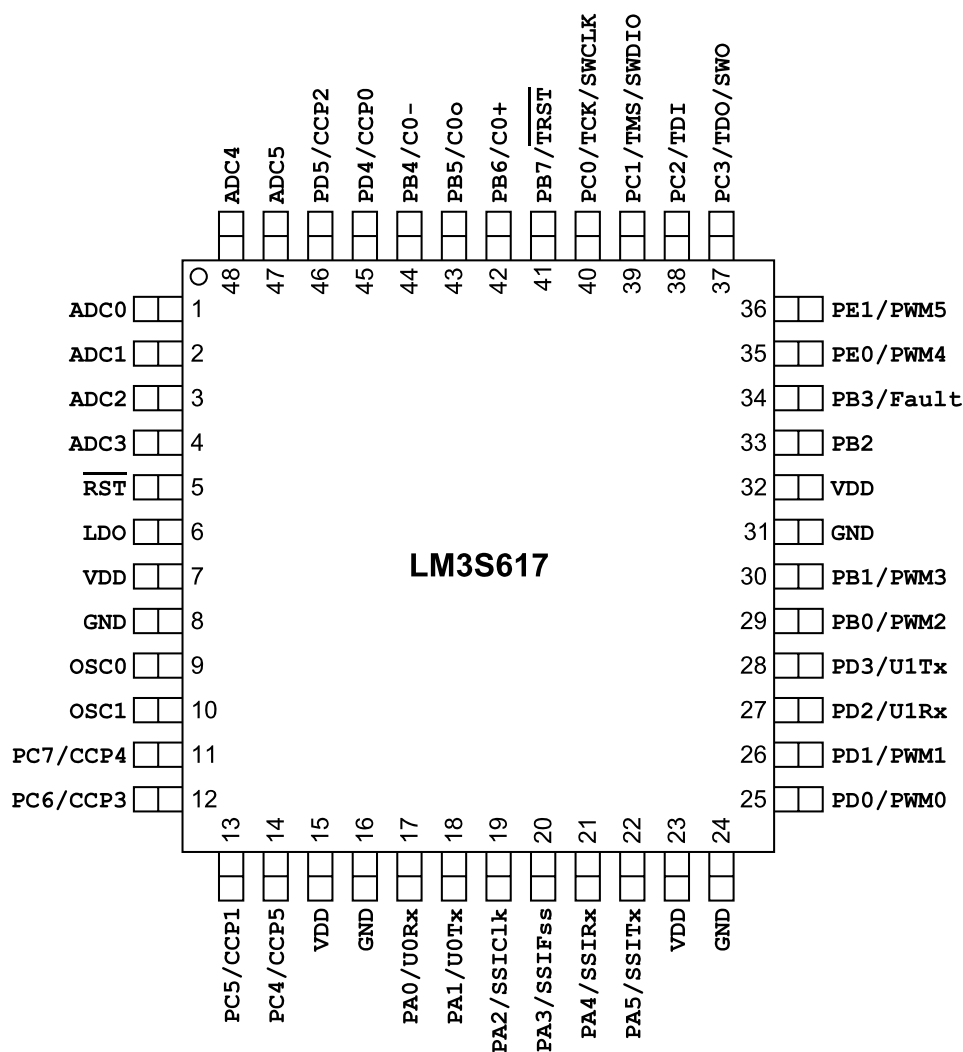 ADC4
ADC5
PD5/CCP2
PD4/CCP0
PB4/C0-
PB5/C0o
PB6/C0+
PB7/TRST
PC0/TCK/SWCLK
PC1/TMS/SWDIO
PC2/TDI
PC3/TDO/SWO
48 47 46 45 44 43 42 41 40 39 38 37
ADC0 1 36 PE1/PWM5
ADC1 2 35 PE0/PWM4
ADC2 3 34 PB3/Fault
ADC3 4 33 PB2
RST 5 32 VDD
LDO 6 31 GND
LM3S617
VDD 7 30 PB1/PWM3
GND 8 29 PB0/PWM2
OSC0 9 28 PD3/U1Tx
OSC1 10 27 PD2/U1Rx
PC7/CCP4 11 26 PD1/PWM1
PC6/CCP3 12 25 PD0/PWM0
13 14 15 16 17 18 19 20 21 22 23 24
PC5/CCP1
PC4/CCP5
VDD
GND
PA0/U0Rx
PA1/U0Tx
PA2/SSIClk
PA3/SSIFss
PA4/SSIRx
PA5/SSITx
VDD
GND